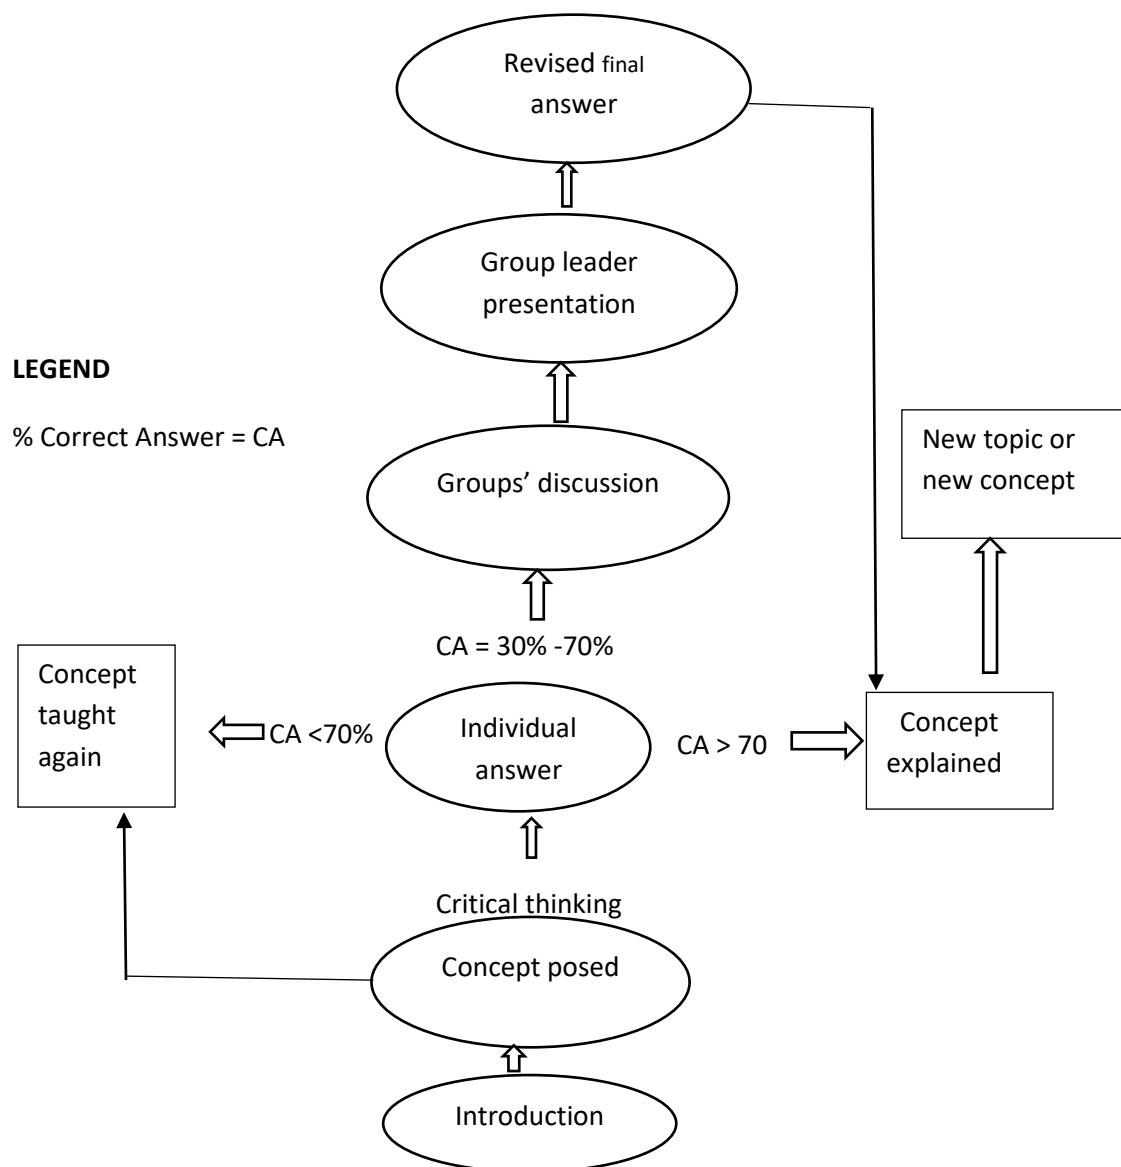 Revised final
answer
Group leader
presentation
LEGEND
% Correct Answer = CA
Groups’ discussion
New topic or
new concept
CA = 30% -70%
Concept
taught
again
CA <70%
Individual
answer
CA > 70
Concept
explained
Critical thinking
Concept posed
Introduction